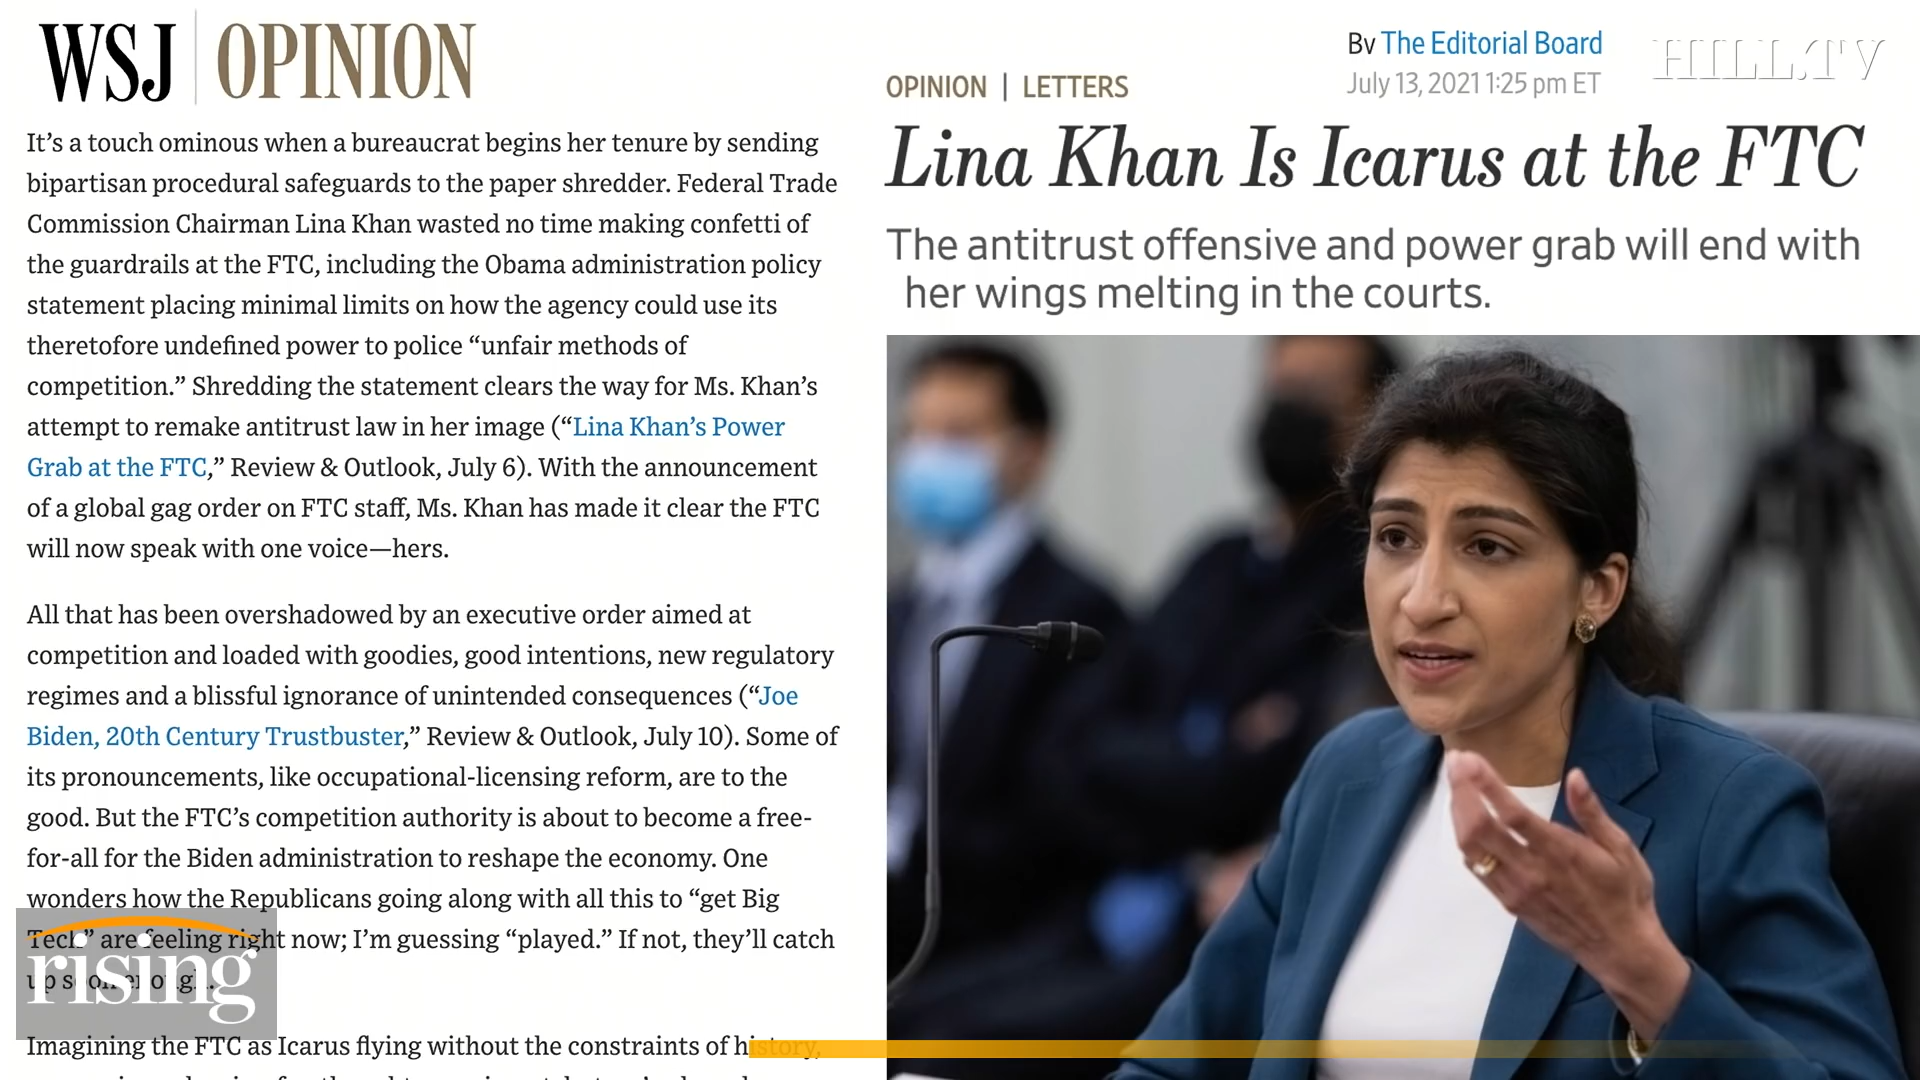 WSJ OPINION
It’s a touch ominous when a bureaucrat begins her tenure by sending
bipartisan procedural safeguards to the paper shredder. Federal Trade
Commission Chairman Lina Khan wasted no time making confetti of
the guardrails at the FTC, including the Obama administration policy
statement placing minimal limits on how the agency could use its
theretofore undefined power to police “unfair methods of
competition.” Shredding the statement clears the way for Ms. Khan’s
attempt to remake antitrust law in her image (“Lina Khan’s Power
Grab at the FTC,” Review & Outlook, July 6). With the announcement
of a global gag order on FTC staff, Ms. Khan has made it clear the FTC
will now speak with one voice—hers.
All that has been overshadowed by an executive order aimed at
competition and loaded with goodies, good intentions, new regulatory
regimes and a blissful ignorance of unintended consequences (“Joe
Biden, 20th Century Trustbuster,” Review & Outlook, July 10). Some of
its pronouncements, like occupational-licensing reform, are to the
good. But the FTC’s competition authority is about to become a free-
for-all for the Biden administration to reshape the economy. One
wonders how the Republicans going along with all this to “get Big
Tech” are feeling right now; I’m guessing “played.” If not, they’ll catch
up soon enough.
Imagining the FTC as Icarus flying without the constraints of history,
rising
By The Editorial Board
July 13, 2021 1:25 pm ET
HILL.TV
OPINION | LETTERS
Lina Khan Is Icarus at the FTC
The antitrust offensive and power grab will end with
her wings melting in the courts.